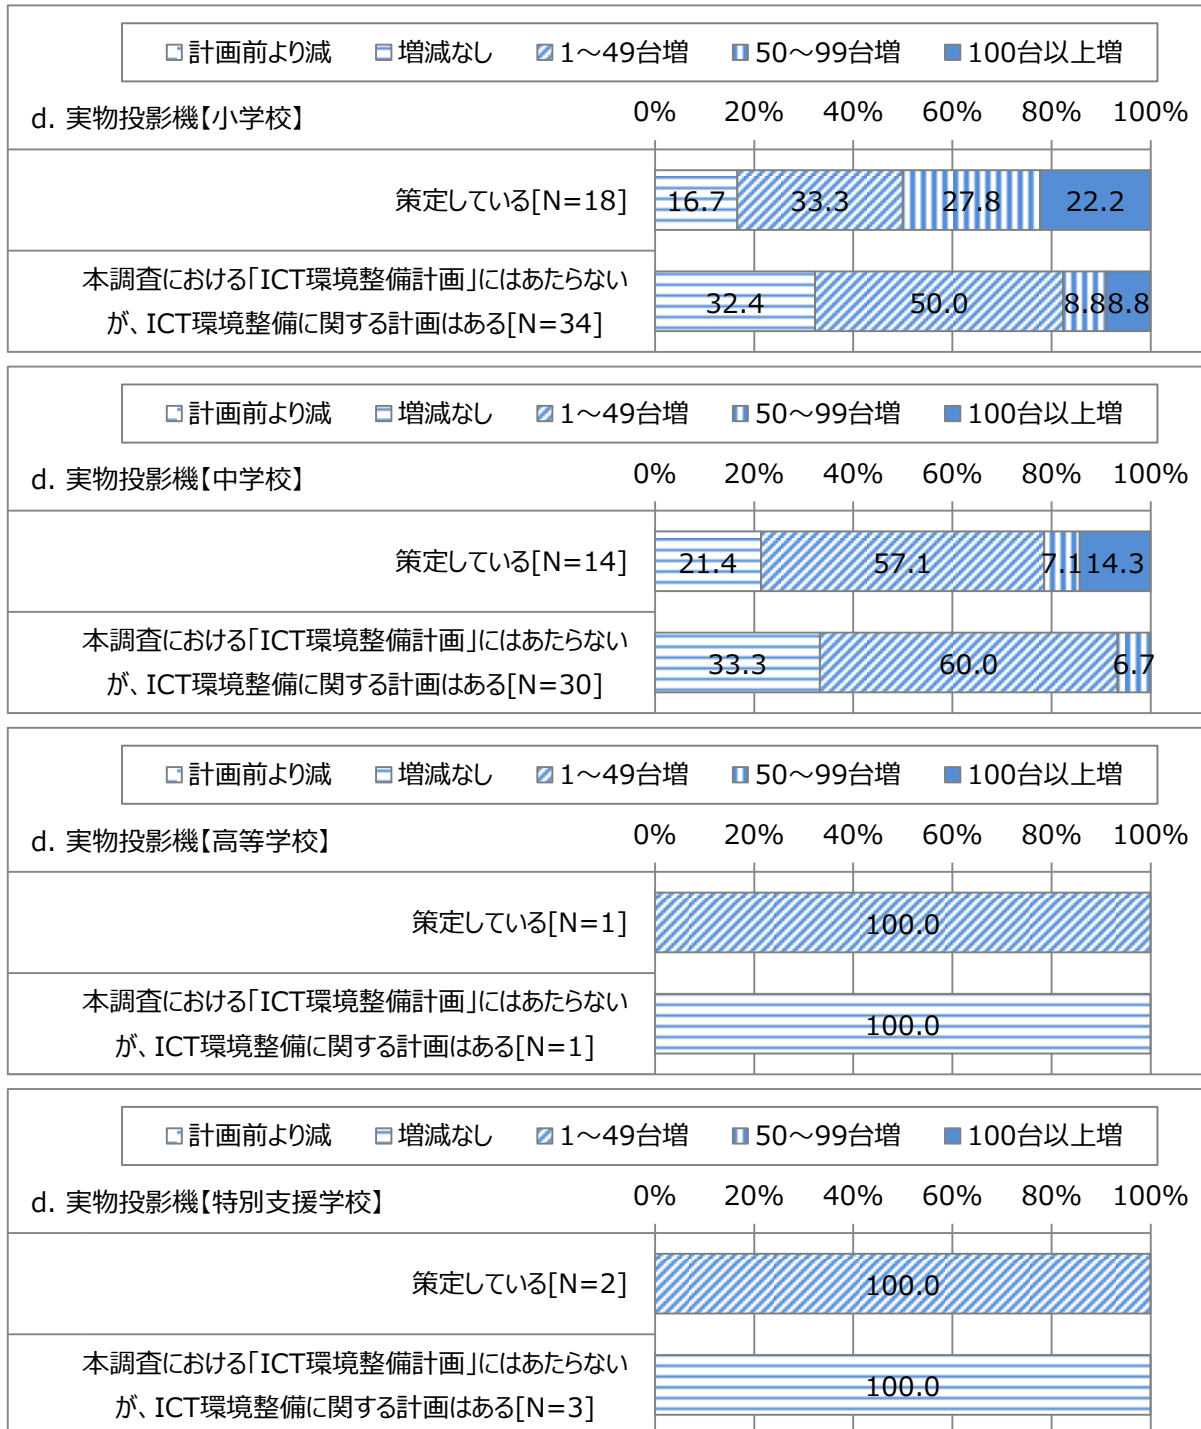 計画前より減 増減なし 1～49台増 50～99台増 100台以上増
d. 実物投影機【小学校】 0% 20% 40% 60% 80% 100%
策定している[N=18] 16.7 33.3 27.8 22.2
本調査における「ICT環境整備計画」にはあたらない
が、ICT環境整備に関する計画はある[N=34] 32.4 50.0 8.8 8.8
計画前より減 増減なし 1～49台増 50～99台増 100台以上増
d. 実物投影機【中学校】 0% 20% 40% 60% 80% 100%
策定している[N=14] 21.4 57.1 7.1 14.3
本調査における「ICT環境整備計画」にはあたらない
が、ICT環境整備に関する計画はある[N=30] 33.3 60.0 6.7
計画前より減 増減なし 1～49台増 50～99台増 100台以上増
d. 実物投影機【高等学校】 0% 20% 40% 60% 80% 100%
策定している[N=1] 100.0
本調査における「ICT環境整備計画」にはあたらない
が、ICT環境整備に関する計画はある[N=1] 100.0
計画前より減 増減なし 1～49台増 50～99台増 100台以上増
d. 実物投影機【特別支援学校】 0% 20% 40% 60% 80% 100%
策定している[N=2] 100.0
本調査における「ICT環境整備計画」にはあたらない
が、ICT環境整備に関する計画はある[N=3] 100.0